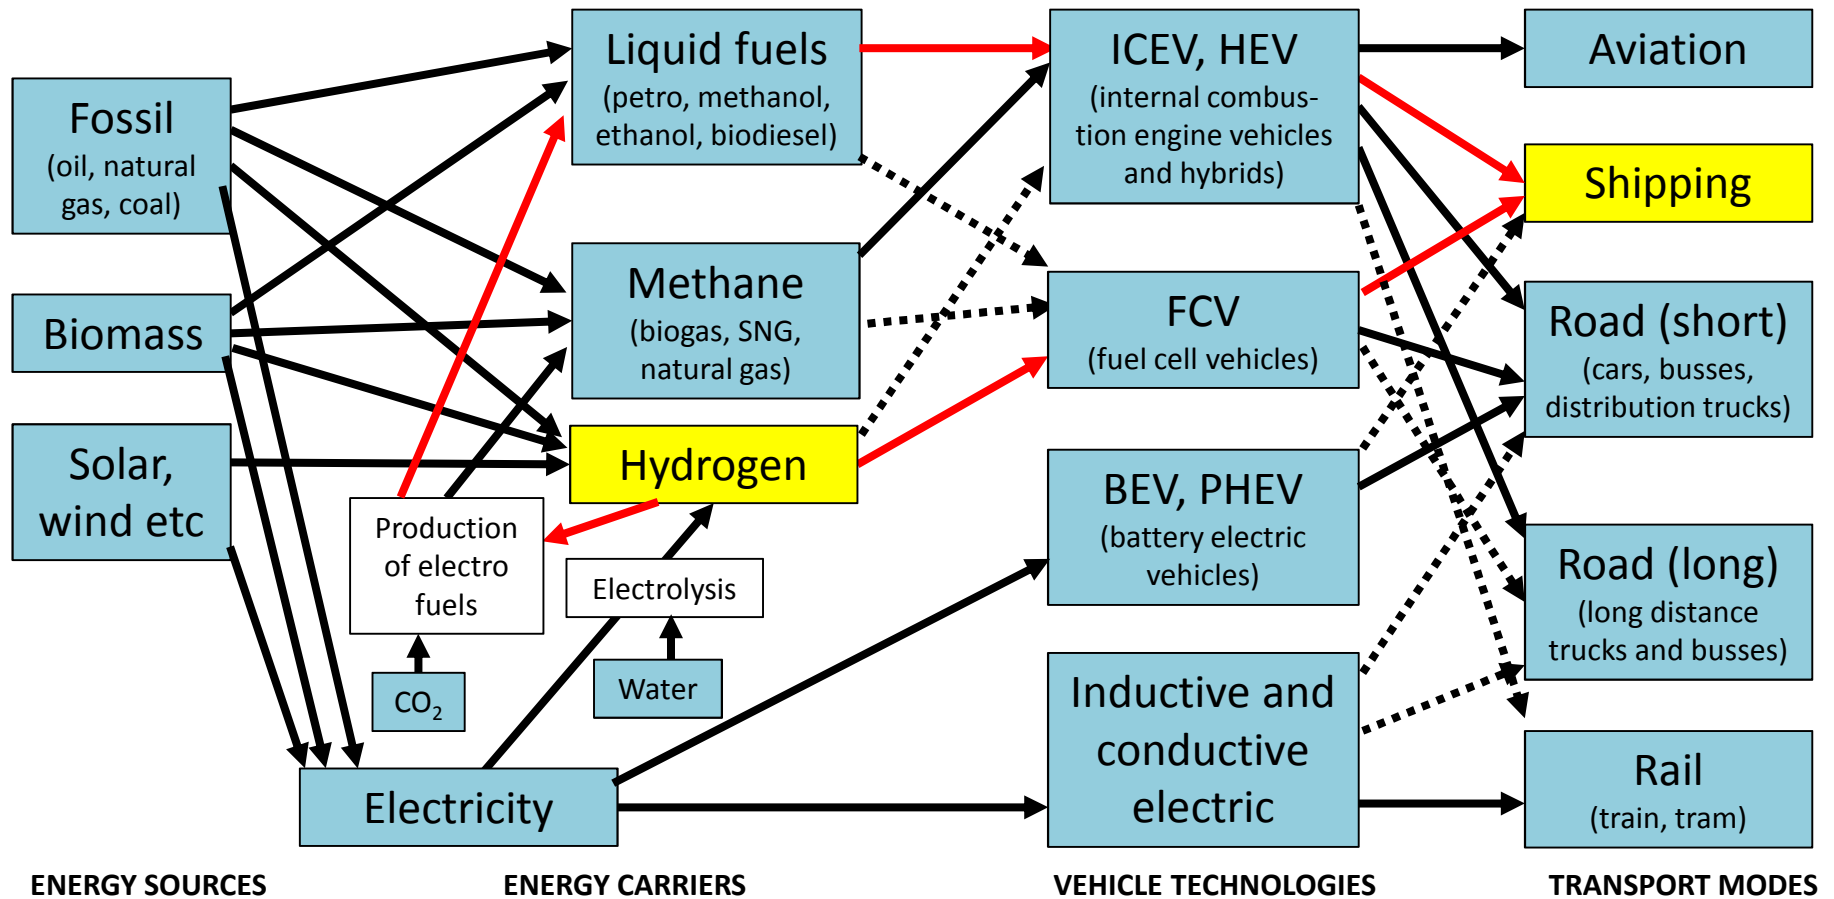 Fossil
(oil, natural
gas, coal)
Biomass
Solar,
wind etc
Liquid fuels
(petro, methanol,
ethanol, biodiesel)
Methane
(biogas, SNG,
natural gas)
Hydrogen
Production
of electro
fuels
Electrolysis
CO₂
Water
Electricity
ICEV, HEV
(internal combus-
tion engine vehicles
and hybrids)
FCV
(fuel cell vehicles)
BEV, PHEV
(battery electric
vehicles)
Inductive and
conductive
electric
Aviation
Shipping
Road (short)
(cars, busses,
distribution trucks)
Road (long)
(long distance
trucks and busses)
Rail
(train, tram)
ENERGY SOURCES
ENERGY CARRIERS
VEHICLE TECHNOLOGIES
TRANSPORT MODES